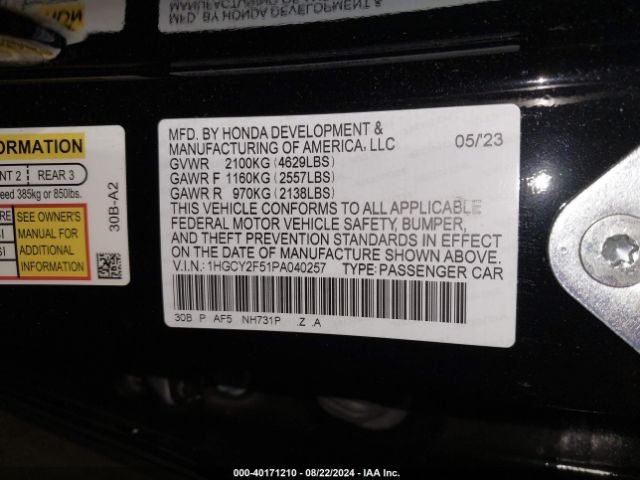 MFD. BY HONDA DEVELOPMENT &
MANUFACTURING OF AMERICA, LLC
05/'23
GVWR 2100KG (4629LBS)
GAWR F 1160KG (2557LBS)
GAWR R 970KG (2138LBS)
THIS VEHICLE CONFORMS TO ALL APPLICABLE
FEDERAL MOTOR VEHICLE SAFETY, BUMPER,
AND THEFT PREVENTION STANDARDS IN EFFECT
ON THE DATE OF MANUFACTURE SHOWN ABOVE.
V.I.N.: 1HGCY2F51PA040257 TYPE: PASSENGER CAR
30B P AF5 NH731P .Z .A
ORMATION
NT 2 REAR 3
eed 385kg or 850lbs.
RE
SI
SI
SEE OWNER'S
MANUAL FOR
ADDITIONAL
INFORMATION
30B-A2
000-40171210 - 08/22/2024 - IAA Inc.